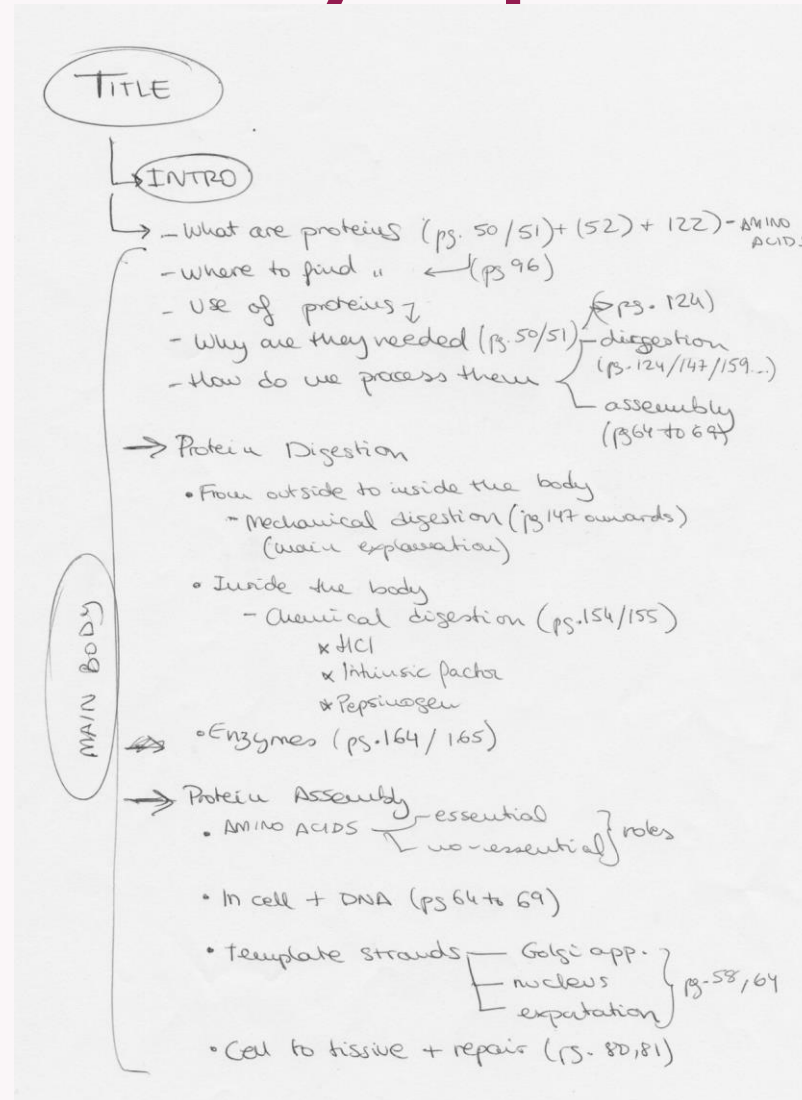 TITLE
INTRO
- What are proteins (pg. 50/51) + (52) + 122) - AMINO ACIDS
- where to find " (pg 96)
- Use of proteins (pg. 124)
- Why are they needed (pg. 50/51)
- How do we process them
- digestion
(pg. 124/147/159...)
- assembly
(pg 64 to 69)
→ Protein Digestion
• From outside to inside the body
- Mechanical digestion (pg 147 onwards)
(main explanation)
• Inside the body
- Chemical digestion (pg. 154/155)
x HCl
x Intrinsic factor
x Pepsinogen
MAIN BODY
• Enzymes (pg. 164/165)
→ Protein Assembly
• AMINO ACIDS - essential
no-essential } roles
• In cell + DNA (pg 64 to 69)
• template strands - Golgi app.
- nucleus
- expotation } pg. 58, 64
• Cell to tissive + repair (pg. 80, 81)